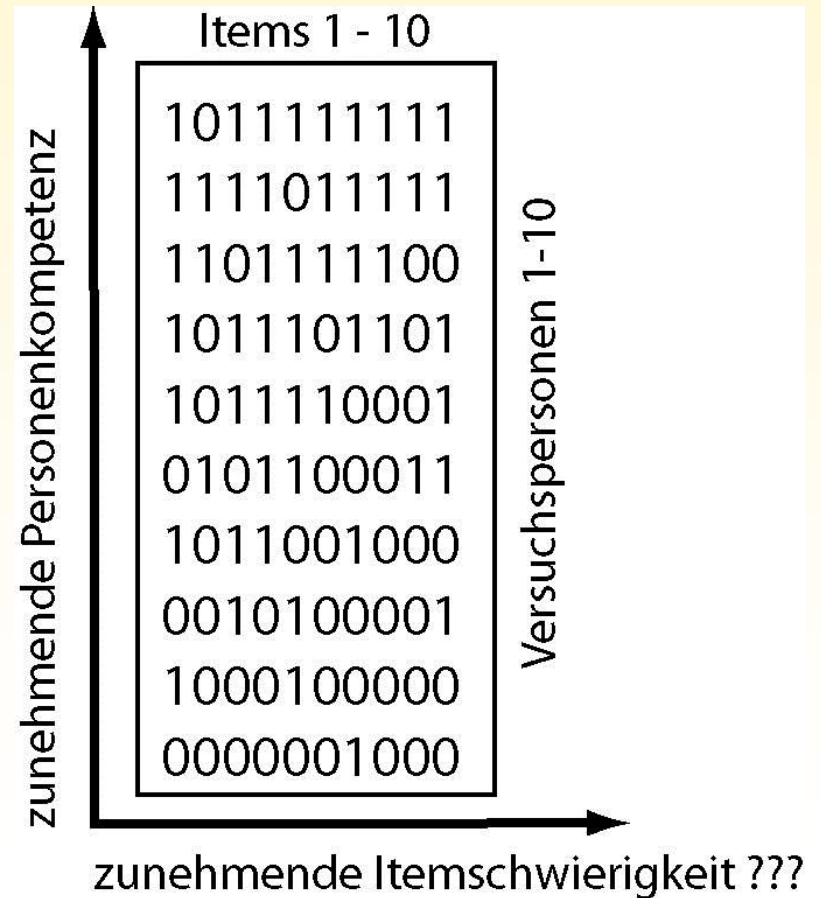 Items 1 - 10
1011111111
1111011111
1101111100
1011101101
1011110001
0101100011
1011001000
0010100001
1000100000
0000001000
zunehmende Personenkompetenz
Versuchspersonen 1-10
zunehmende Itemschwierigkeit ???